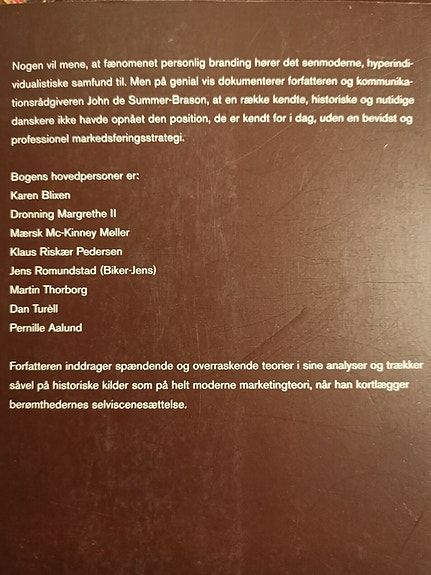 Nogen vil mene, at fænomenet personlig branding hører det senmoderne, hyperindi-
vidualistiske samfund til. Men på genial vis dokumenterer forfatteren og kommunika-
tionsrådgiveren John de Summer-Brason, at en række kendte, historiske og nutidige
danskere ikke havde opnået den position, de er kendt for i dag, uden en bevidst og
professionel markedsføringsstrategi.
Bogens hovedpersoner er:
Karen Blixen
Dronning Margrethe II
Mærsk Mc-Kinney Møller
Klaus Riskær Pedersen
Jens Romundstad (Biker-Jens)
Martin Thorborg
Dan Turèll
Pernille Aalund
Forfatteren inddrager spændende og overraskende teorier i sine analyser og trækker
såvel på historiske kilder som på helt moderne marketingteori, når han kortlægger
berømthedernes selviscenesættelse.